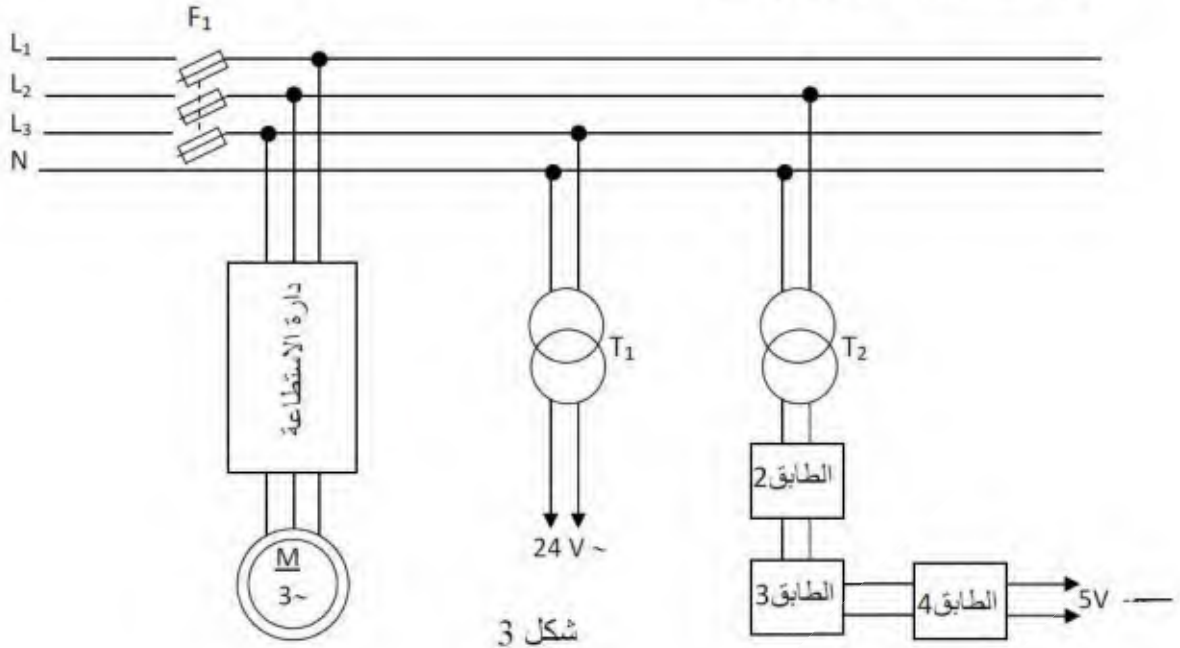 F₁
L₁
L₂
L₃
N
دارة الاستطاعة
T₁
T₂
الطابق2
24 V ~
M
3~
الطابق3
الطابق4
5V
شكل 3